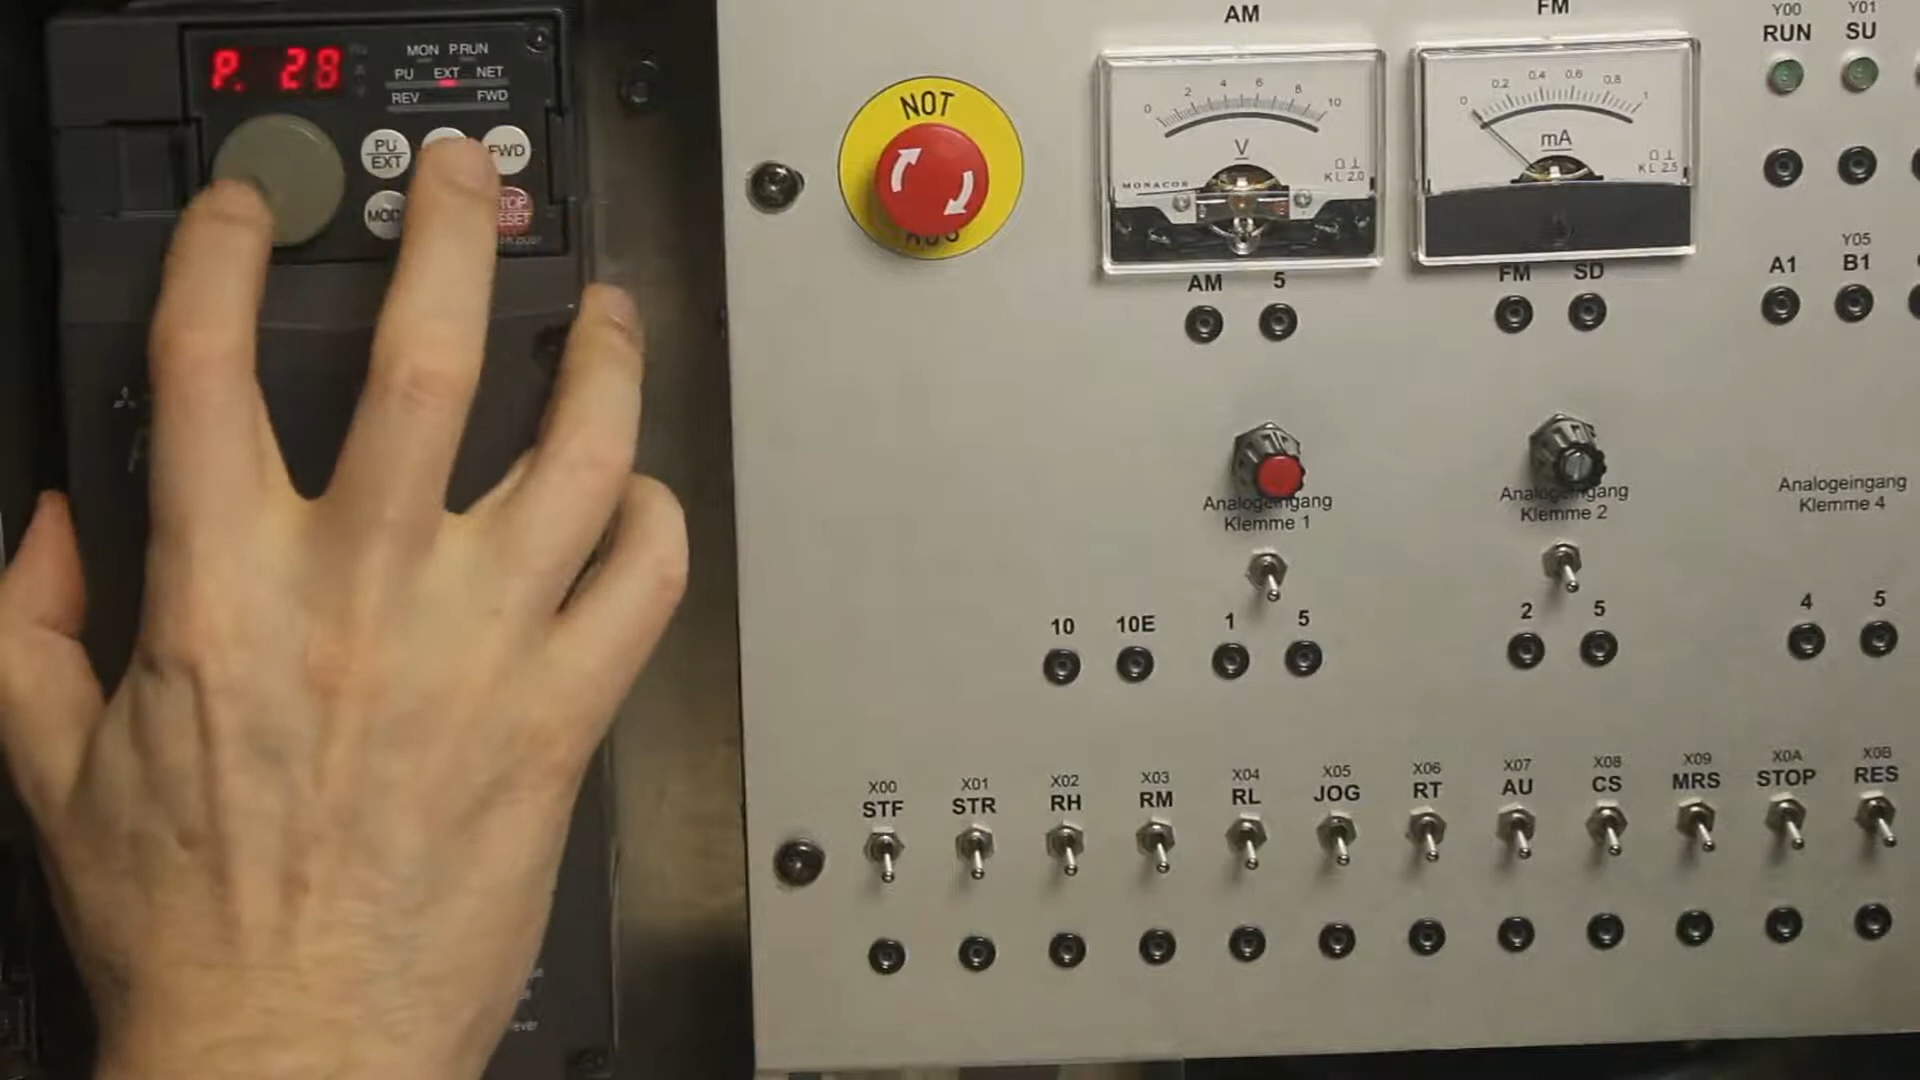 P. 28
MON P.RUN
PU EXT NET
REV FWD
PU
EXT
FWD
STOP
RESET
NOT
AM
0 2 4 6 8 10
V
MONACOR
KL 2.0
FM
0 0,2 0,4 0,6 0,8 1
mA
KL 2.5
Y00 Y01
RUN SU
AM 5
FM SD
Y05
A1 B1
Analogeingang
Klemme 1
Analogeingang
Klemme 2
Analogeingang
Klemme 4
10 10E 1 5
2 5
4 5
X00 X01 X02 X03 X04 X05 X06 X07 X08 X09 X0A X0B
STF STR RH RM RL JOG RT AU CS MRS STOP RES